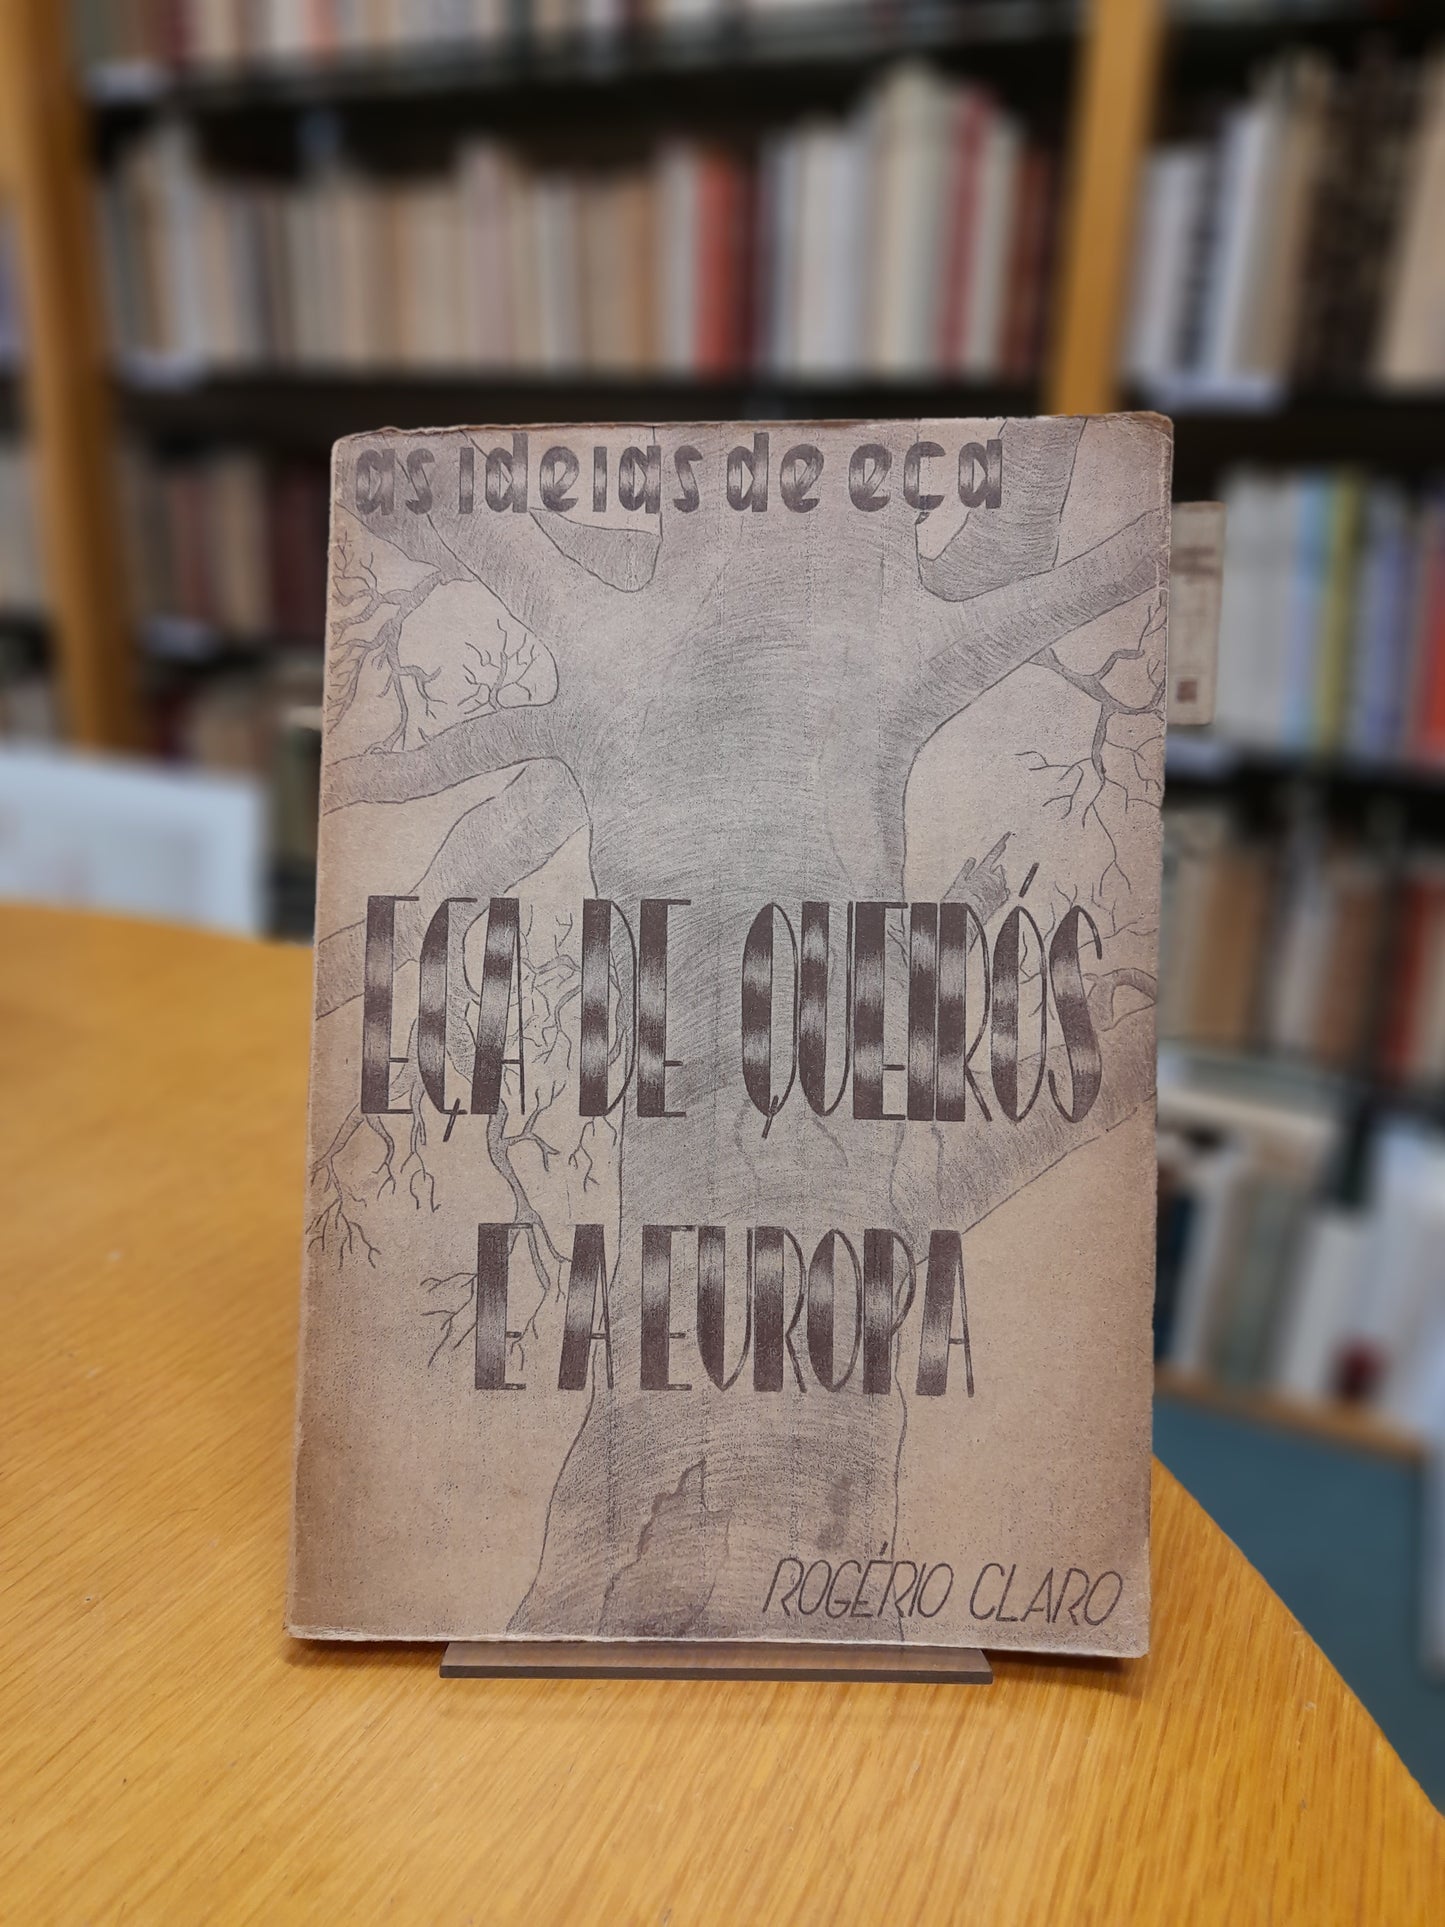 as ideias de eça
EÇA DE QUEIRÓS
E A EUROPA
ROGÉRIO CLARO